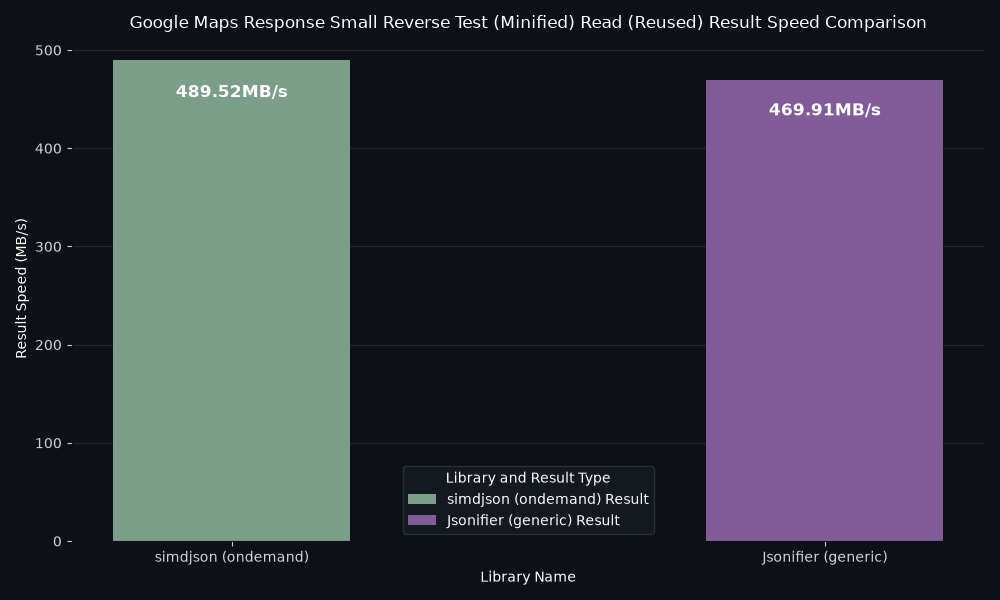 Google Maps Response Small Reverse Test (Minified) Read (Reused) Result Speed Comparison
500
400
300
200
100
0
Result Speed (MB/s)
489.52MB/s
469.91MB/s
Library and Result Type
simdjson (ondemand) Result
Jsonifier (generic) Result
simdjson (ondemand)
Jsonifier (generic)
Library Name